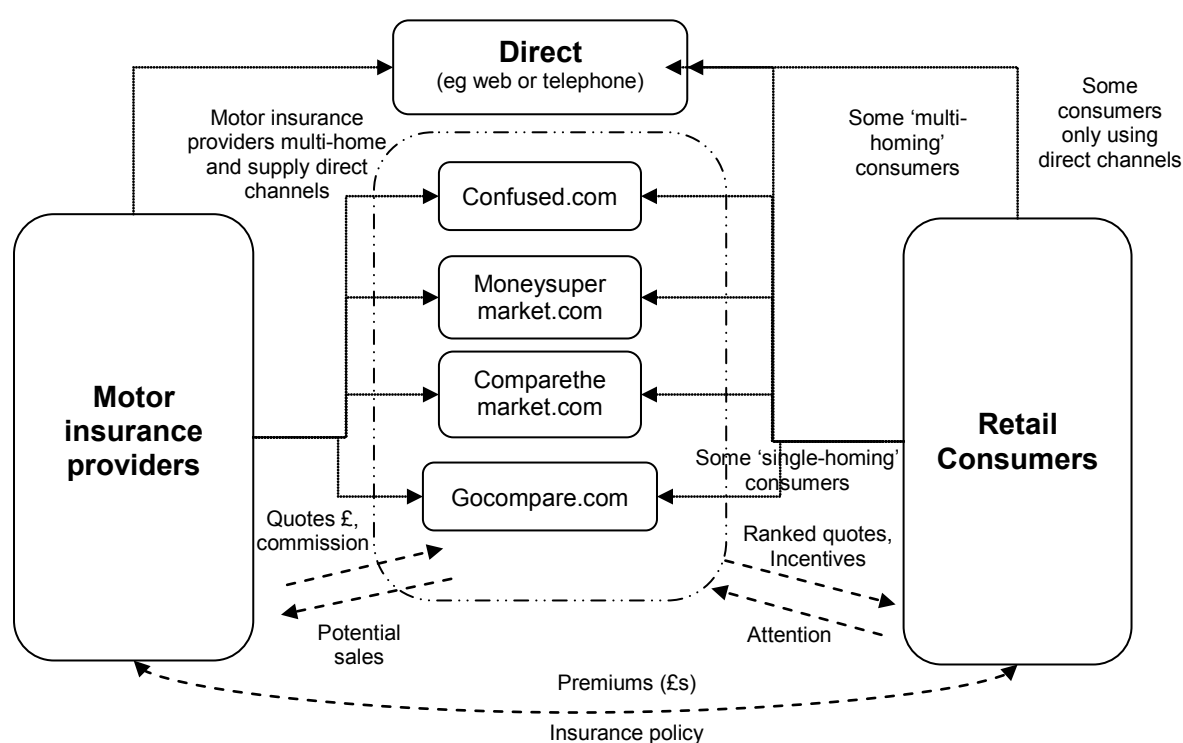 Direct
(eg web or telephone)
Motor insurance
providers multi-home
and supply direct
channels
Some ‘multi-
homing’
consumers
Some
consumers
only using
direct channels
Confused.com
Moneysuper
market.com
Comparethe
market.com
Gocompare.com
Motor
insurance
providers
Retail
Consumers
Some ‘single-homing’
consumers
Quotes £,
commission
Ranked quotes,
Incentives
Potential
sales
Attention
Premiums (£s)
Insurance policy